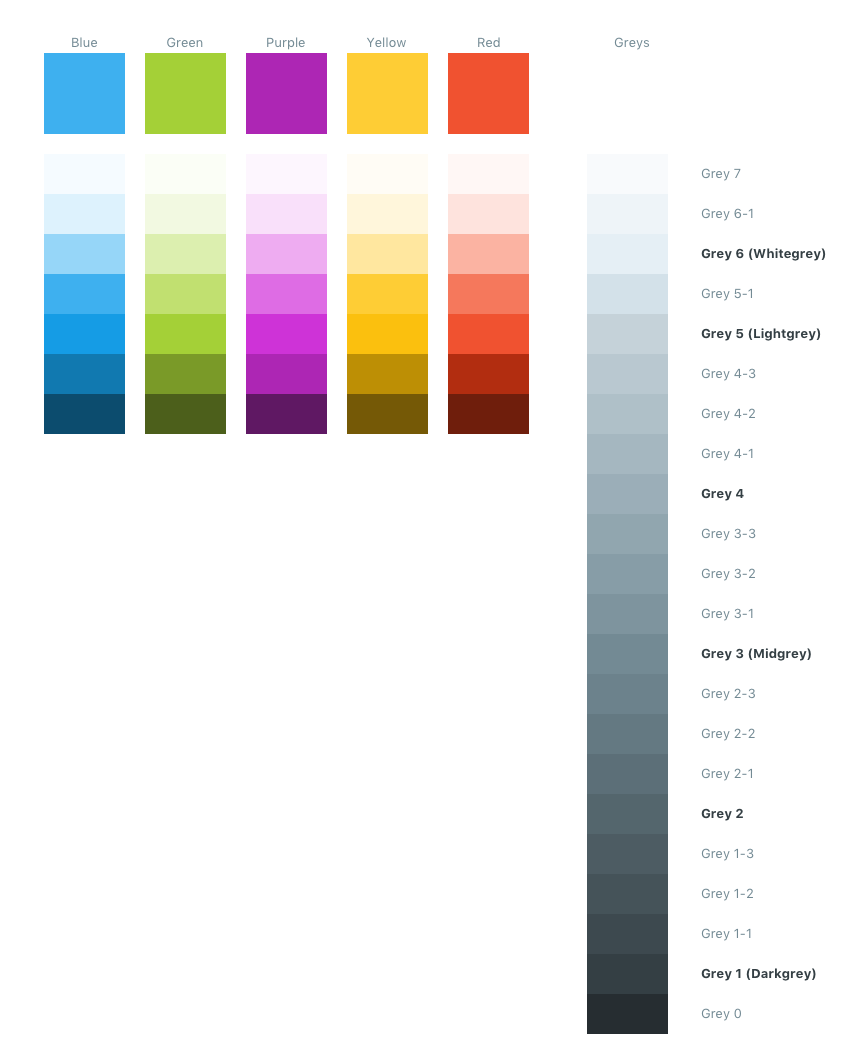 Blue Green Purple Yellow Red Greys
Grey 7
Grey 6-1
Grey 6 (Whitegrey)
Grey 5-1
Grey 5 (Lightgrey)
Grey 4-3
Grey 4-2
Grey 4-1
Grey 4
Grey 3-3
Grey 3-2
Grey 3-1
Grey 3 (Midgrey)
Grey 2-3
Grey 2-2
Grey 2-1
Grey 2
Grey 1-3
Grey 1-2
Grey 1-1
Grey 1 (Darkgrey)
Grey 0